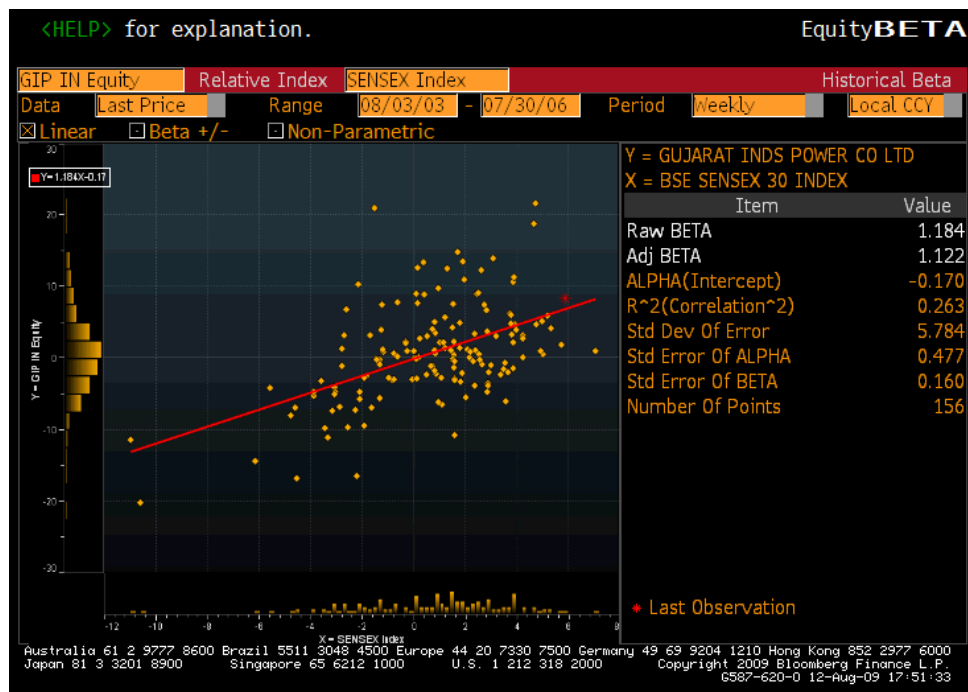 <HELP> for explanation. EquityBETA
GIP IN Equity Relative Index SENSEX Index Historical Beta
Data Last Price Range 08/03/03 - 07/30/06 Period Weekly Local CCY
Linear Beta +/- Non-Parametric
Y = GUJARAT INDS POWER CO LTD
X = BSE SENSEX 30 INDEX
Item Value
Raw BETA 1.184
Adj BETA 1.122
ALPHA(Intercept) -0.170
R^2(Correlation^2) 0.263
Std Dev Of Error 5.784
Std Error Of ALPHA 0.477
Std Error Of BETA 0.160
Number Of Points 156
* Last Observation
30
Y=1.184X-0.17
20
10
0
-10
-20
-30
Y = GIP IN Equity
-12 -10 -8 -6 -4 -2 0 2 4 6 8
X = SENSEX Index
Australia 61 2 9777 8600 Brazil 5511 3048 4500 Europe 44 20 7330 7500 Germany 49 69 9204 1210 Hong Kong 852 2977 6000
Japan 81 3 3201 8900 Singapore 65 6212 1000 U.S. 1 212 318 2000 Copyright 2009 Bloomberg Finance L.P.
G587-620-0 12-Aug-09 17:51:33